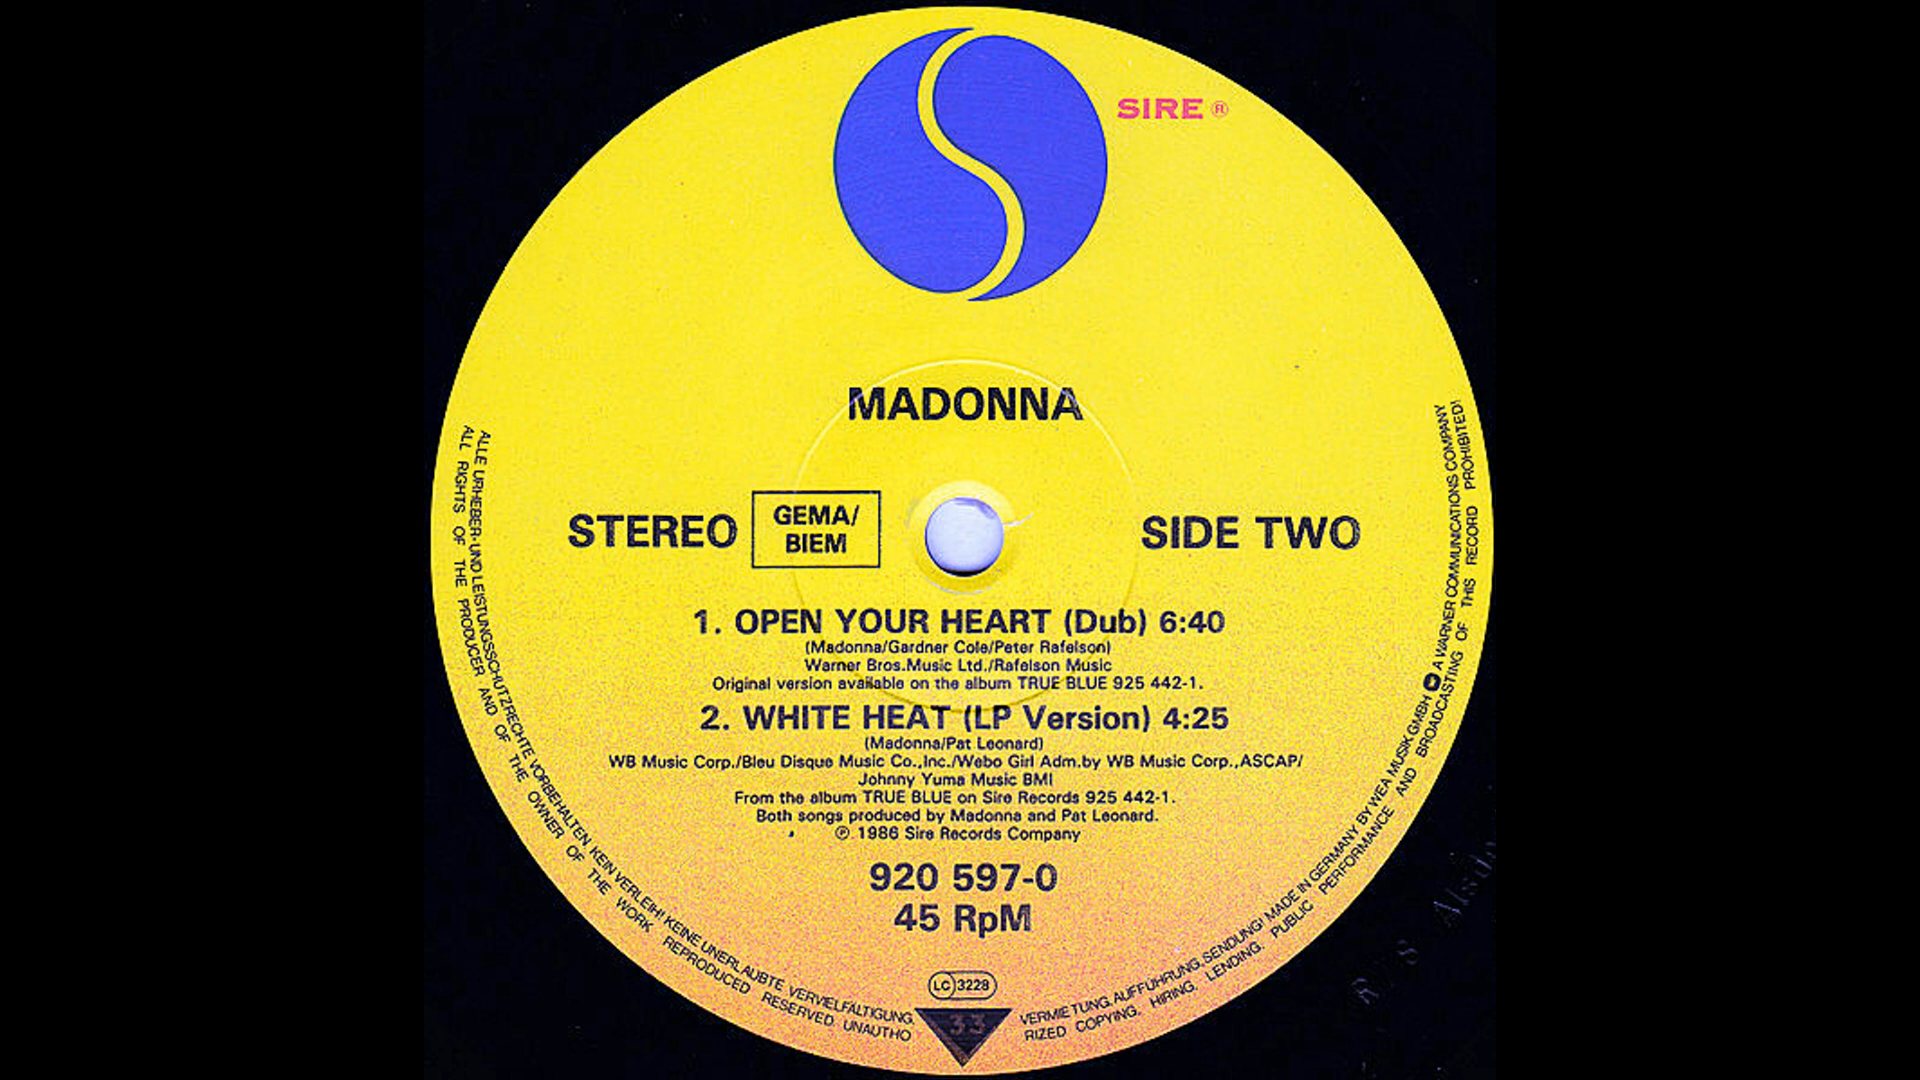 SIRE ®
MADONNA
STEREO
GEMA/
BIEM
SIDE TWO
1. OPEN YOUR HEART (Dub) 6:40
(Madonna/Gardner Cole/Peter Rafelson)
Warner Bros.Music Ltd./Rafelson Music
Original version available on the album TRUE BLUE 925 442-1.
2. WHITE HEAT (LP Version) 4:25
(Madonna/Pat Leonard)
WB Music Corp./Bleu Disque Music Co.,Inc./Webo Girl Adm.by WB Music Corp.,ASCAP/
Johnny Yuma Music BMI
From the album TRUE BLUE on Sire Records 925 442-1.
Both songs produced by Madonna and Pat Leonard.
℗ 1986 Sire Records Company
920 597-0
45 RpM
LC 3228
33
ALLE URHEBER- UND LEISTUNGSSCHUTZRECHTE VORBEHALTEN KEIN VERLEIH! KEINE UNERLAUBTE VERVIELFÄLTIGUNG,
VERMIETUNG, AUFFÜHRUNG, SENDUNG! MADE IN GERMANY BY WEA MUSIK GMBH A WARNER COMMUNICATIONS COMPANY
ALL RIGHTS OF THE PRODUCER AND OF THE OWNER OF THE WORK REPRODUCED RESERVED UNAUTHO
RIZED COPYING, HIRING, LENDING, PUBLIC PERFORMANCE AND BROADCASTING OF THIS RECORD PROHIBITED!